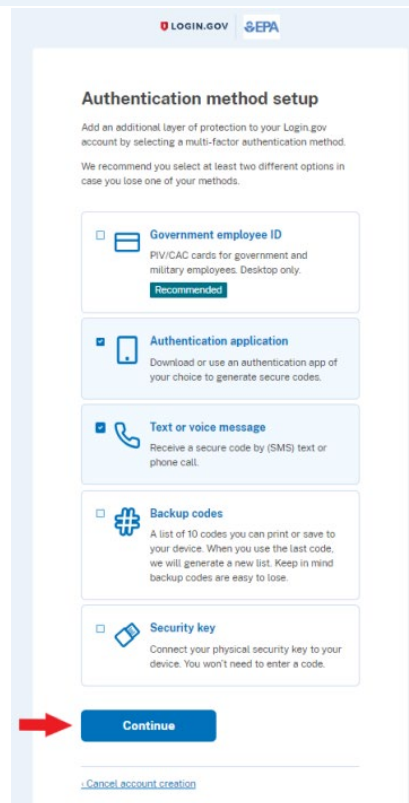 LOGIN.GOV EPA
Authentication method setup
Add an additional layer of protection to your Login.gov
account by selecting a multi-factor authentication method.
We recommend you select at least two different options in
case you lose one of your methods.
Government employee ID
PIV/CAC cards for government and
military employees. Desktop only.
Recommended
Authentication application
Download or use an authentication app of
your choice to generate secure codes.
Text or voice message
Receive a secure code by (SMS) text or
phone call.
Backup codes
A list of 10 codes you can print or save to
your device. When you use the last code,
we will generate a new list. Keep in mind
backup codes are easy to lose.
Security key
Connect your physical security key to your
device. You won't need to enter a code.
Continue
‹ Cancel account creation